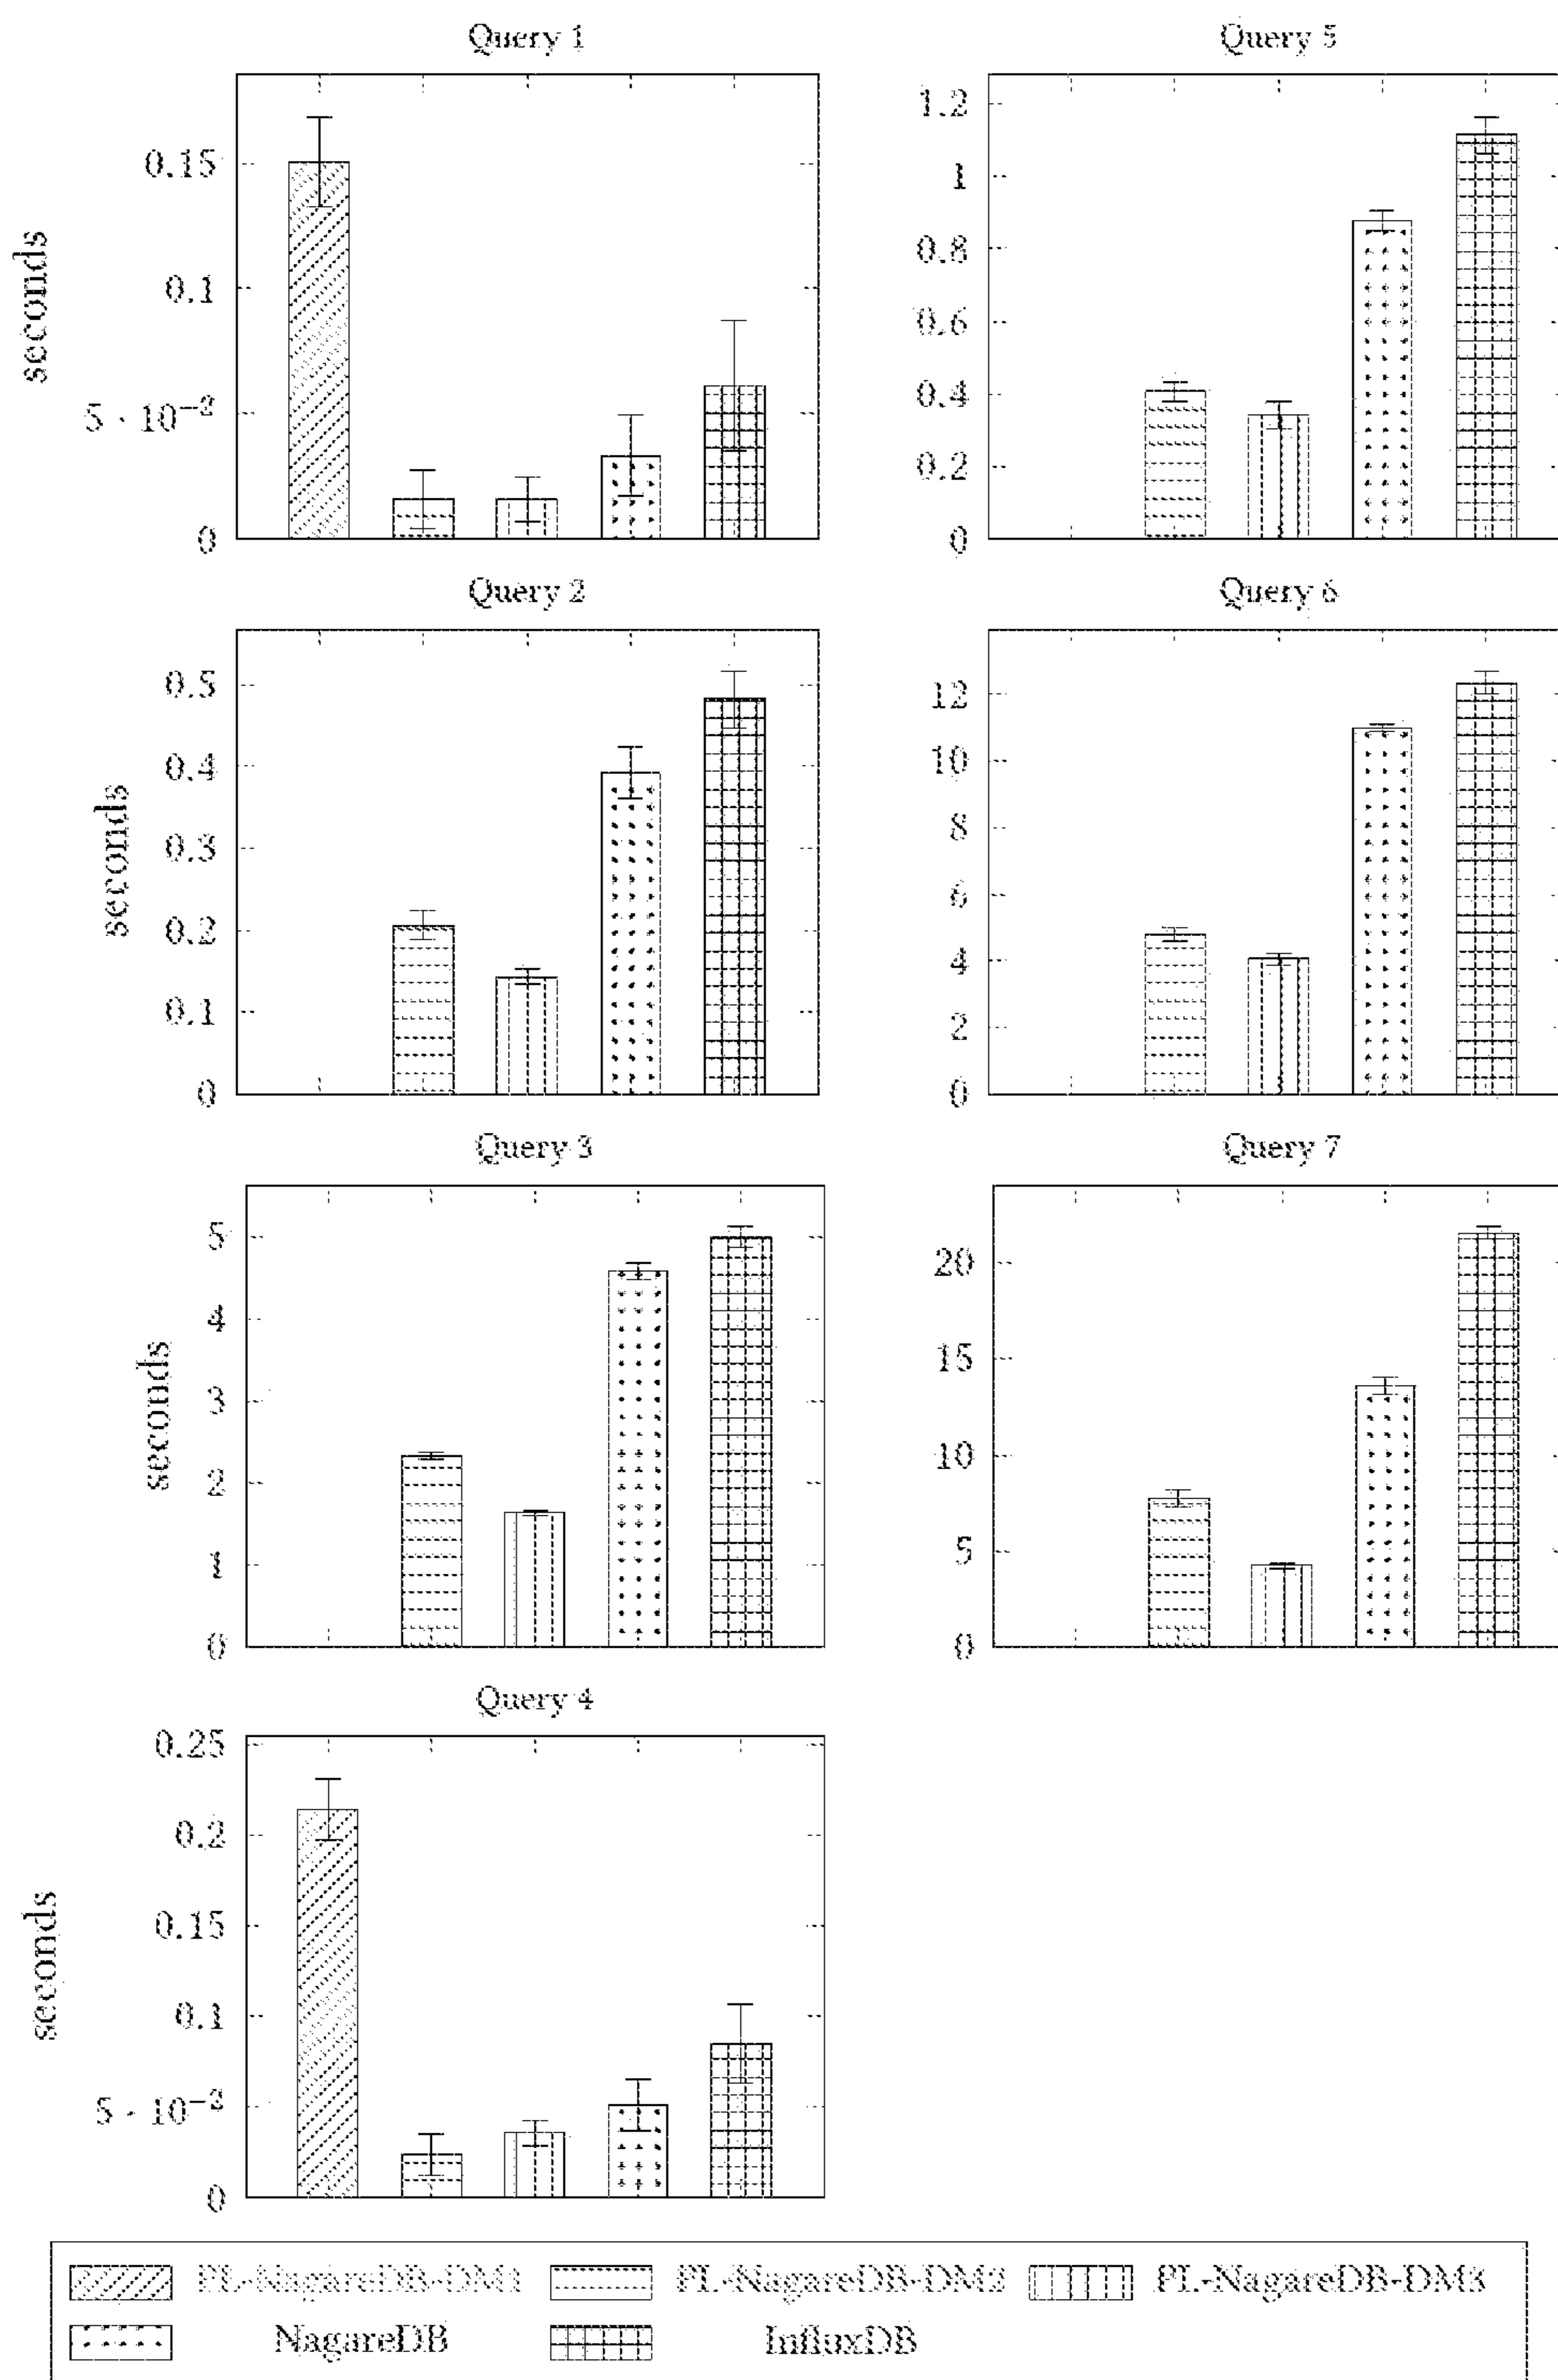 Query 1
seconds
0.15
0.1
5 · 10⁻²
0
Query 5
1.2
1
0.8
0.6
0.4
0.2
0
Query 2
seconds
0.5
0.4
0.3
0.2
0.1
0
Query 6
12
10
8
6
4
2
0
Query 3
seconds
5
4
3
2
1
0
Query 7
20
15
10
5
0
Query 4
seconds
0.25
0.2
0.15
0.1
5 · 10⁻²
0
PL-NagareDB-DM1 PL-NagareDB-DM2 PL-NagareDB-DM3
NagareDB InfluxDB